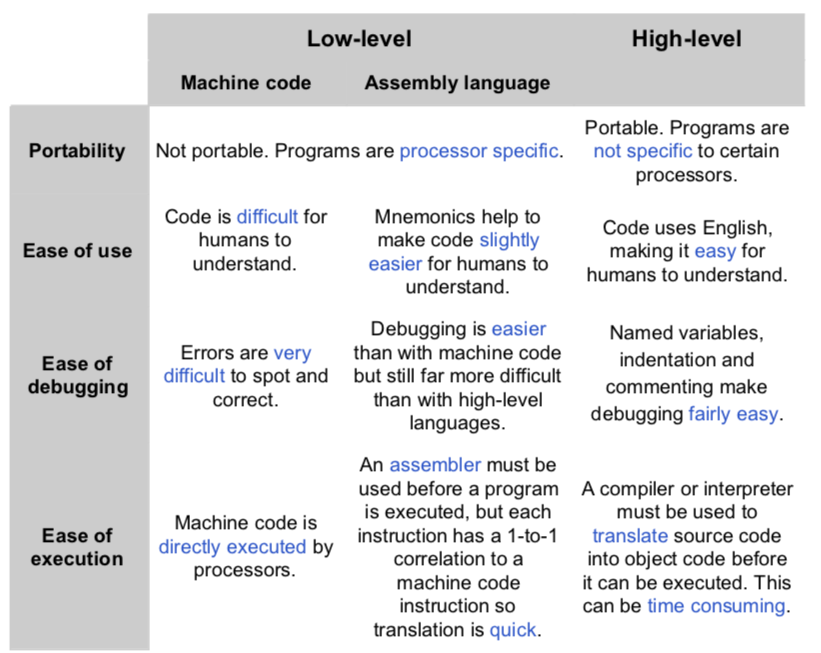 Low-level
High-level
Machine code
Assembly language
Portability
Not portable. Programs are processor specific.
Portable. Programs are
not specific to certain
processors.
Ease of use
Code is difficult for
humans to
understand.
Mnemonics help to
make code slightly
easier for humans to
understand.
Code uses English,
making it easy for
humans to understand.
Ease of
debugging
Errors are very
difficult to spot and
correct.
Debugging is easier
than with machine code
but still far more difficult
than with high-level
languages.
Named variables,
indentation and
commenting make
debugging fairly easy.
Ease of
execution
Machine code is
directly executed by
processors.
An assembler must be
used before a program
is executed, but each
instruction has a 1-to-1
correlation to a
machine code
instruction so
translation is quick.
A compiler or interpreter
must be used to
translate source code
into object code before
it can be executed. This
can be time consuming.